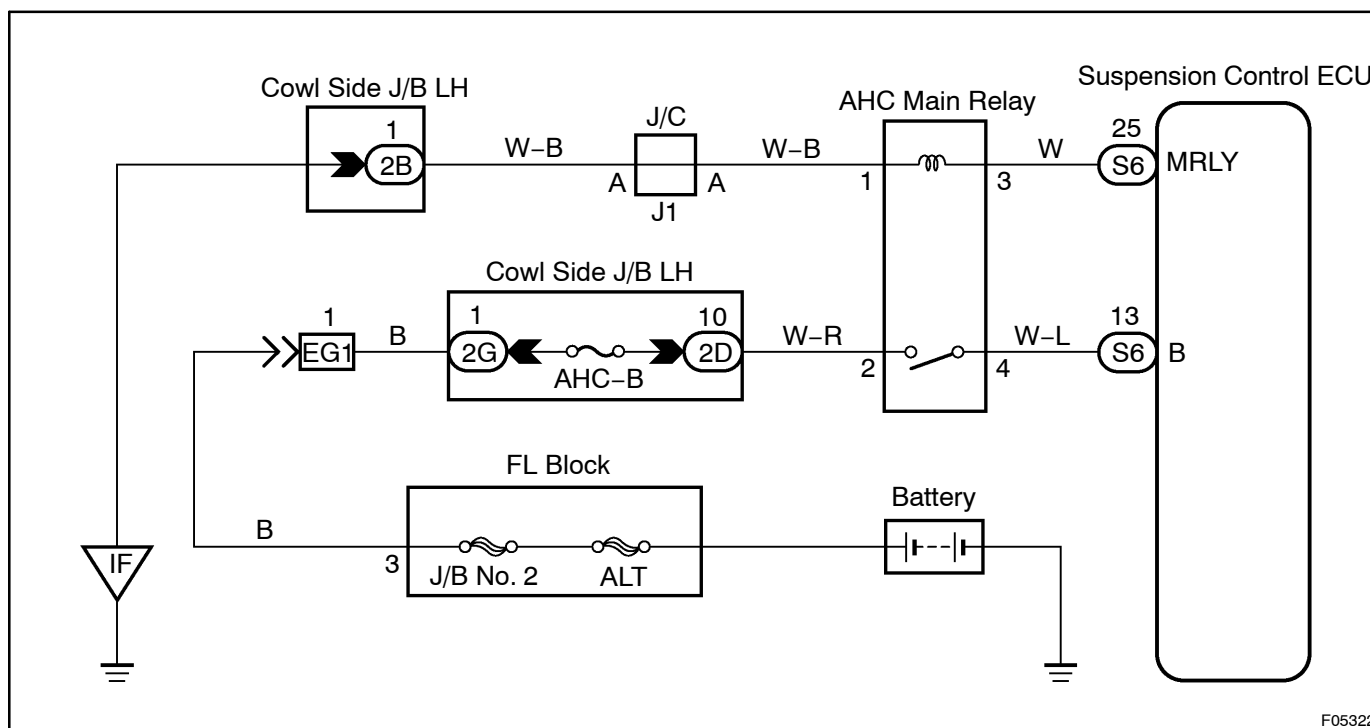 Suspension Control ECU
Cowl Side J/B LH
AHC Main Relay
J/C
1
25
2B
W–B
W–B
W
S6
MRLY
A
A
1
3
J1
Cowl Side J/B LH
1
1
10
13
EG1
B
2G
2D
W–R
W–L
S6
B
AHC–B
2
4
FL Block
Battery
B
IF
3
J/B No. 2
ALT
F05322